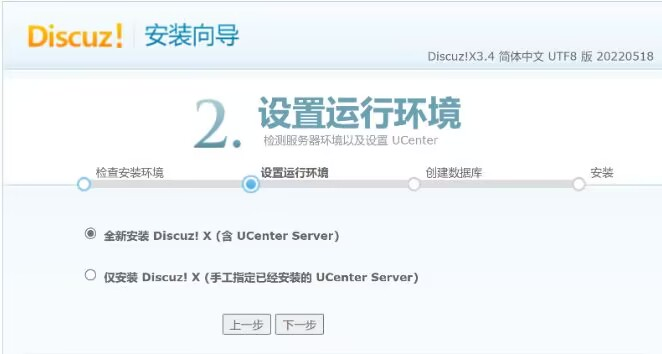 Discuz! 安装向导
Discuz!X3.4 简体中文 UTF8 版 20220518
2. 设置运行环境
检测服务器环境以及设置 UCenter
检查安装环境 设置运行环境 创建数据库 安装
全新安装 Discuz! X (含 UCenter Server)
仅安装 Discuz! X (手工指定已经安装的 UCenter Server)
上一步 下一步